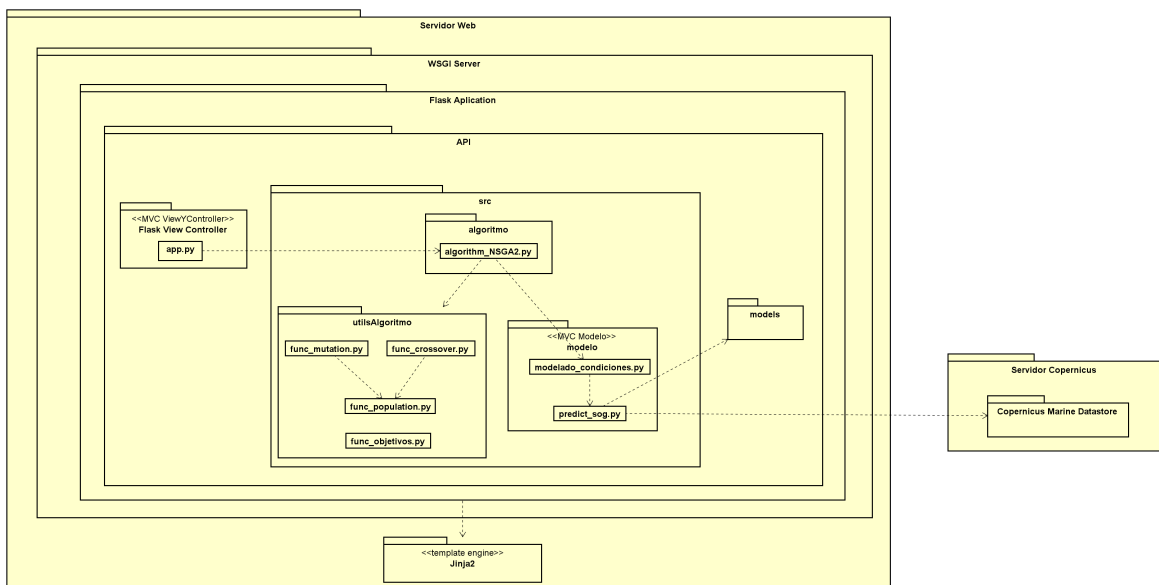 Servidor Web
WSGI Server
Flask Aplication
API
<<MVC ViewYController>>
Flask View Controller
app.py
src
algoritmo
algorithm_NSGA2.py
utilsAlgoritmo
func_mutation.py
func_crossover.py
func_population.py
func_objetivos.py
<<MVC Modelo>>
modelo
modelado_condiciones.py
predict_sog.py
models
Servidor Copernicus
Copernicus Marine Datastore
<<template engine>>
Jinja2